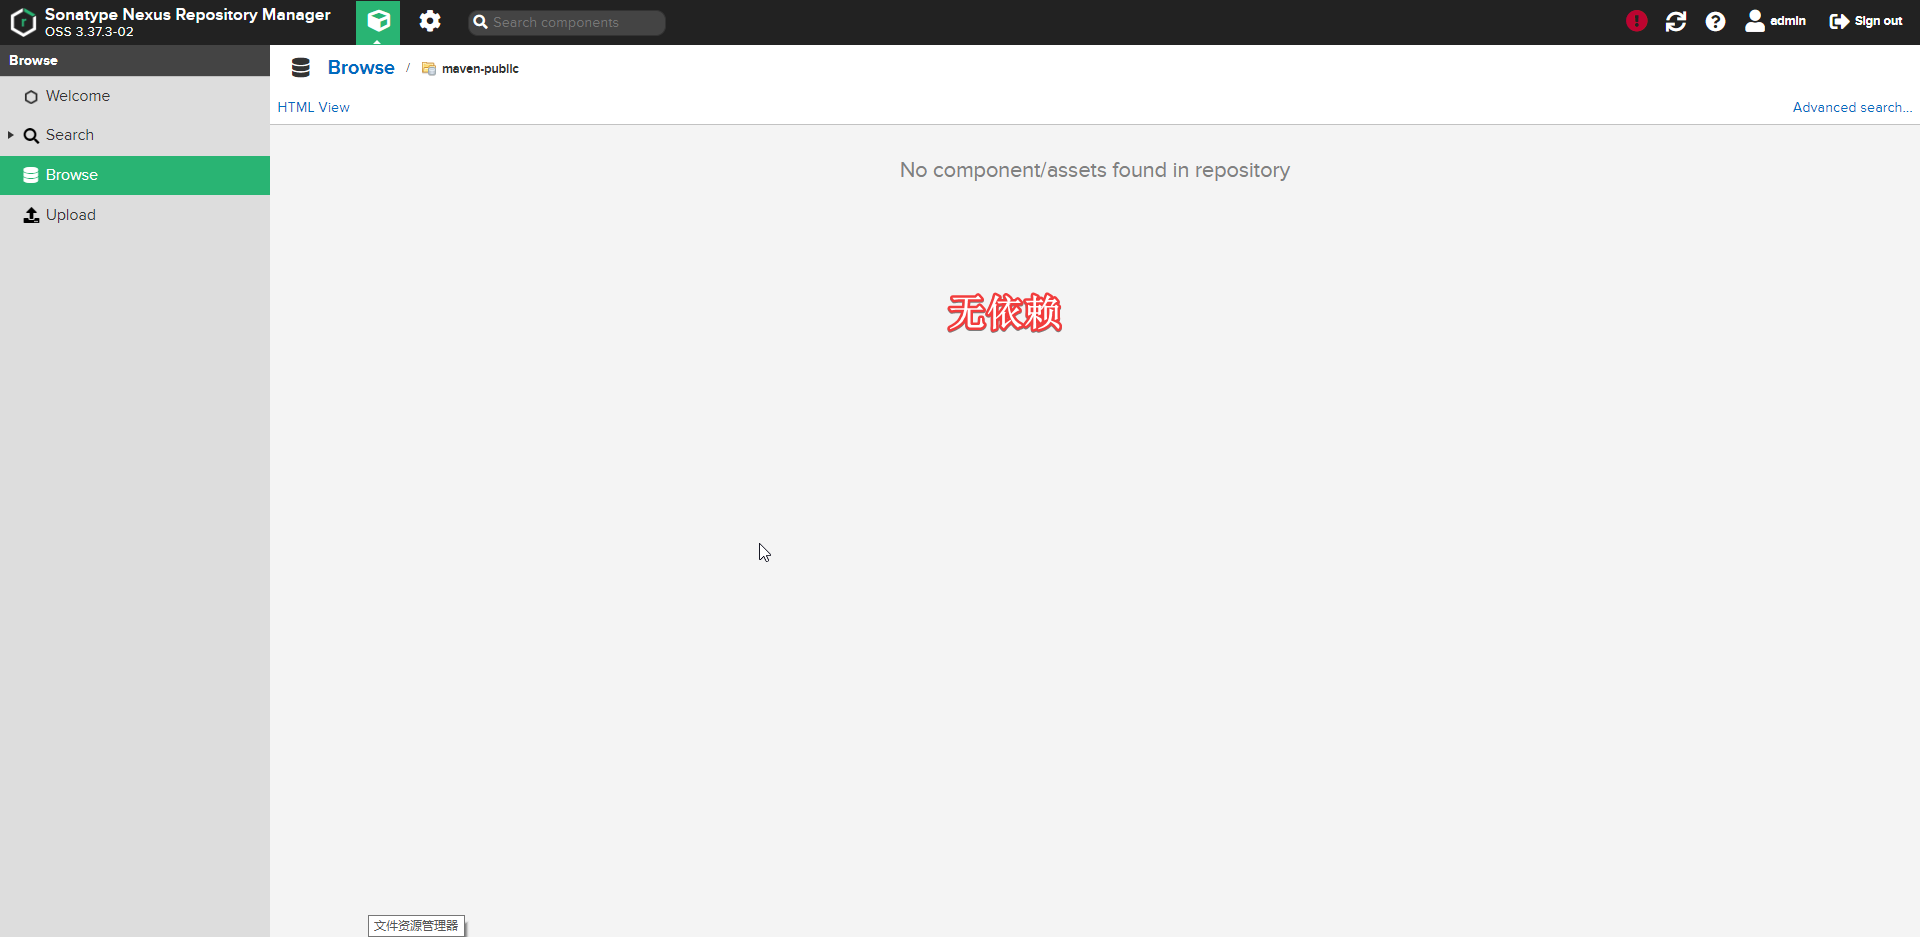 Sonatype Nexus Repository Manager
OSS 3.37.3-02
Search components
admin
Sign out
Browse
Welcome
Search
Browse
Upload
Browse / maven-public
HTML View
Advanced search...
No component/assets found in repository
无依赖
文件资源管理器